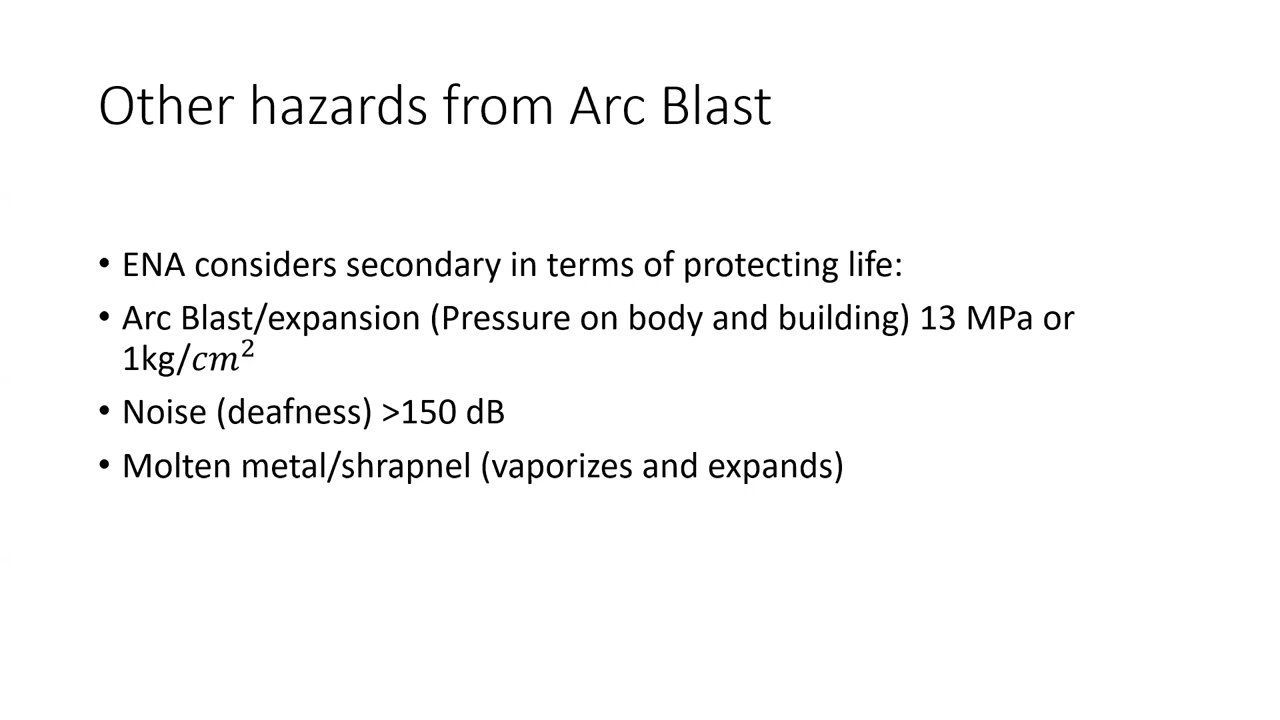 Other hazards from Arc Blast
• ENA considers secondary in terms of protecting life:
• Arc Blast/expansion (Pressure on body and building) 13 MPa or
1kg/cm²
• Noise (deafness) >150 dB
• Molten metal/shrapnel (vaporizes and expands)